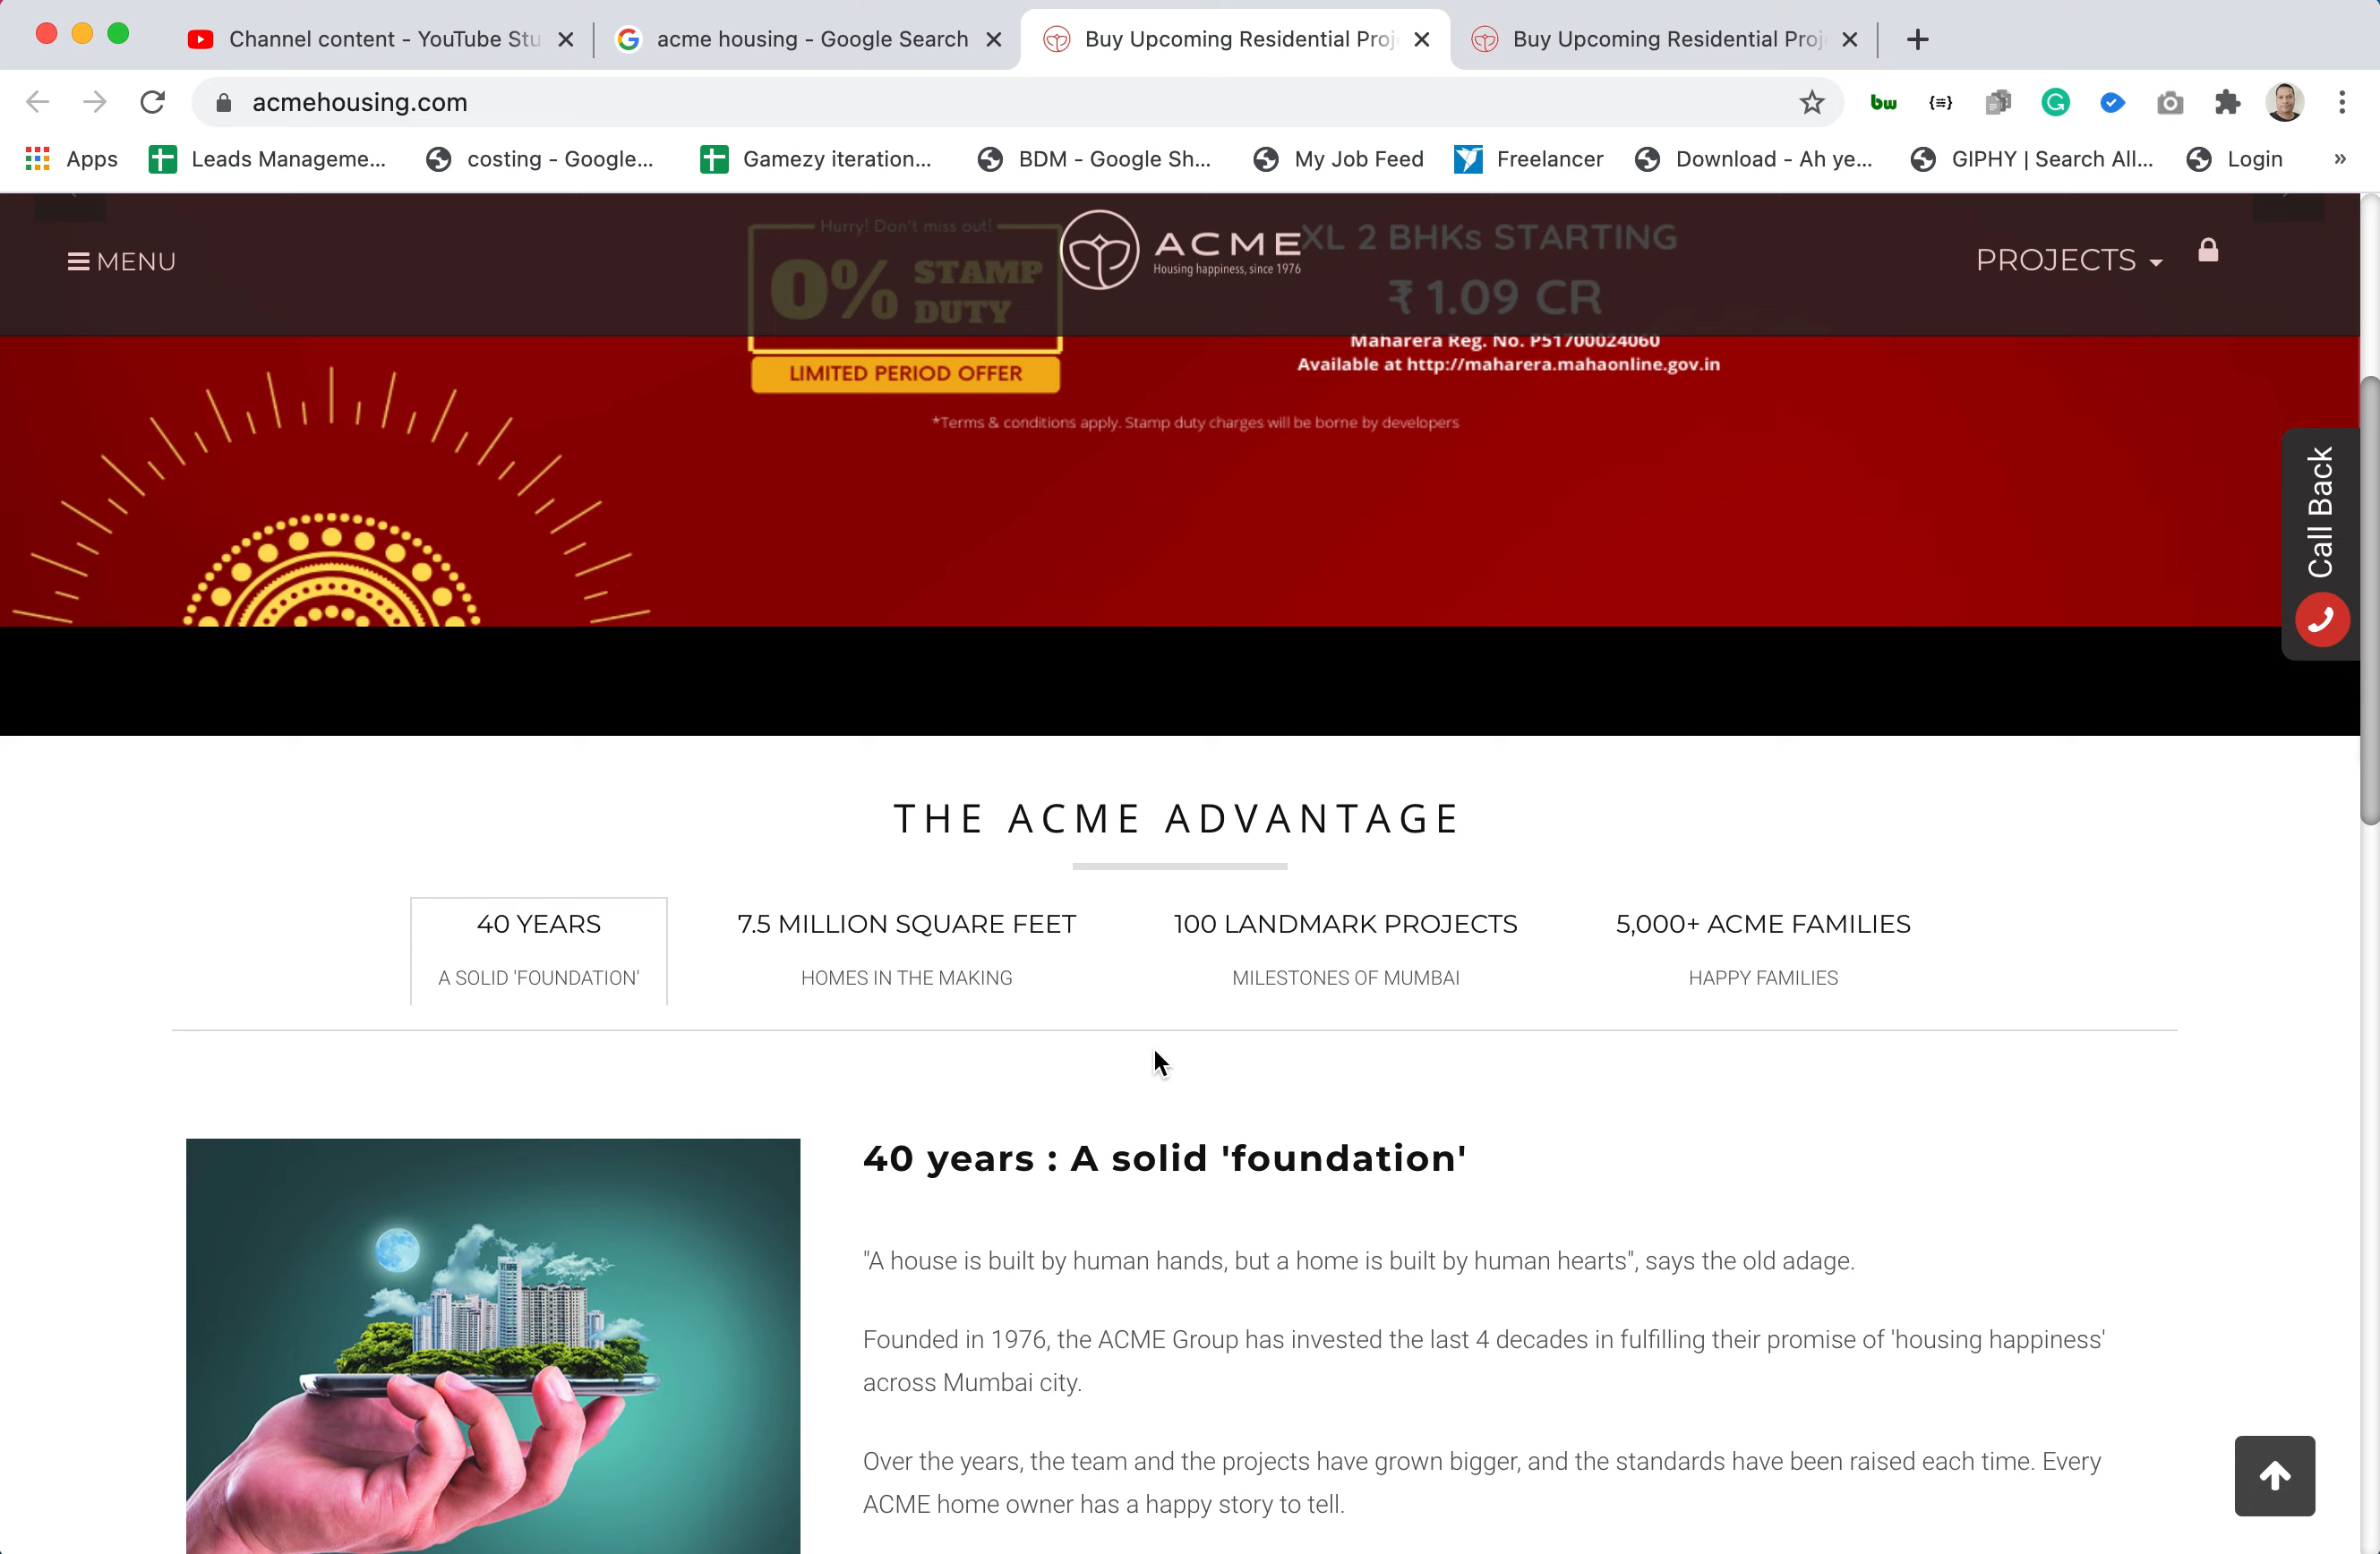 Channel content - YouTube Stu
acme housing - Google Search
Buy Upcoming Residential Proj
Buy Upcoming Residential Proj
acmehousing.com
bw
Apps
Leads Manageme...
costing - Google...
Gamezy iteration...
BDM - Google Sh...
My Job Feed
Freelancer
Download - Ah ye...
GIPHY | Search All...
Login
»
MENU
Hurry! Don't miss out!
0% STAMP DUTY
LIMITED PERIOD OFFER
ACME
Housing happiness, since 1976
XL 2 BHKs STARTING
₹ 1.09 CR
Maharera Reg. No. P51700024060
Available at http://maharera.mahaonline.gov.in
PROJECTS
*Terms & conditions apply. Stamp duty charges will be borne by developers
Call Back
THE ACME ADVANTAGE
40 YEARS
A SOLID 'FOUNDATION'
7.5 MILLION SQUARE FEET
HOMES IN THE MAKING
100 LANDMARK PROJECTS
MILESTONES OF MUMBAI
5,000+ ACME FAMILIES
HAPPY FAMILIES
40 years : A solid 'foundation'
"A house is built by human hands, but a home is built by human hearts", says the old adage.
Founded in 1976, the ACME Group has invested the last 4 decades in fulfilling their promise of 'housing happiness'
across Mumbai city.
Over the years, the team and the projects have grown bigger, and the standards have been raised each time. Every
ACME home owner has a happy story to tell.